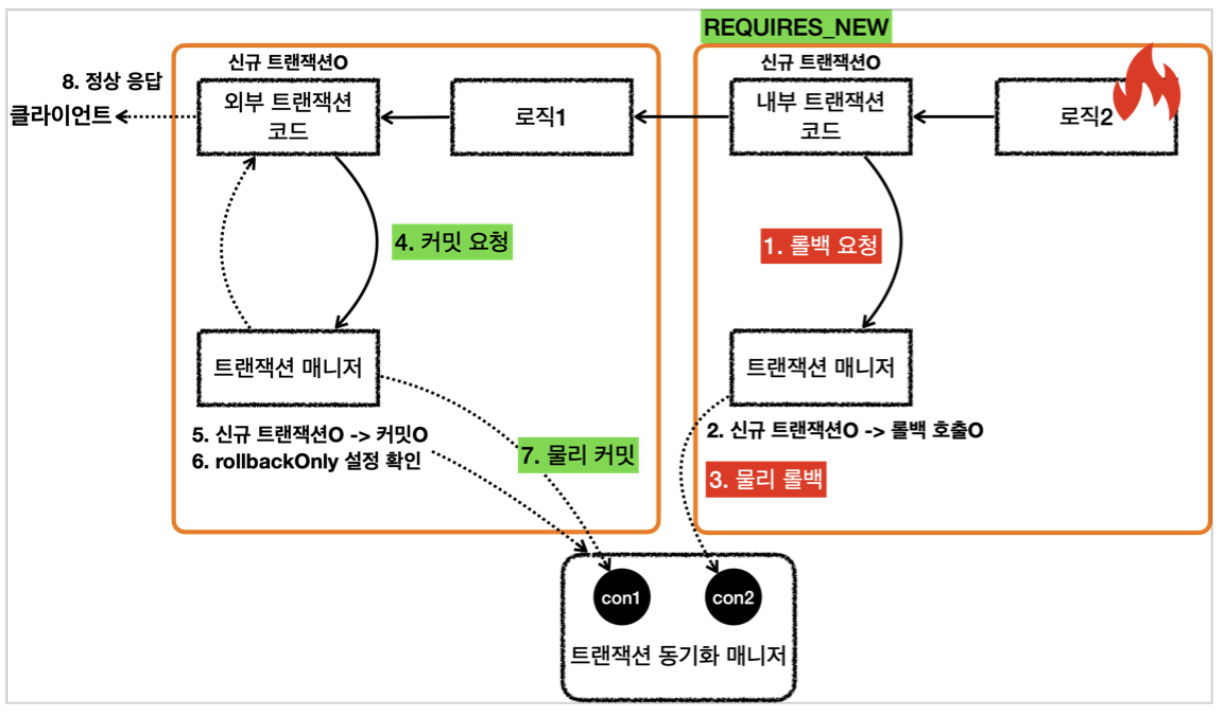 REQUIRES_NEW
신규 트랜잭션O
신규 트랜잭션O
8. 정상 응답
클라이언트
외부 트랜잭션
코드
로직1
내부 트랜잭션
코드
로직2
4. 커밋 요청
1. 롤백 요청
트랜잭션 매니저
트랜잭션 매니저
5. 신규 트랜잭션O -> 커밋O
6. rollbackOnly 설정 확인
7. 물리 커밋
2. 신규 트랜잭션O -> 롤백 호출O
3. 물리 롤백
con1
con2
트랜잭션 동기화 매니저